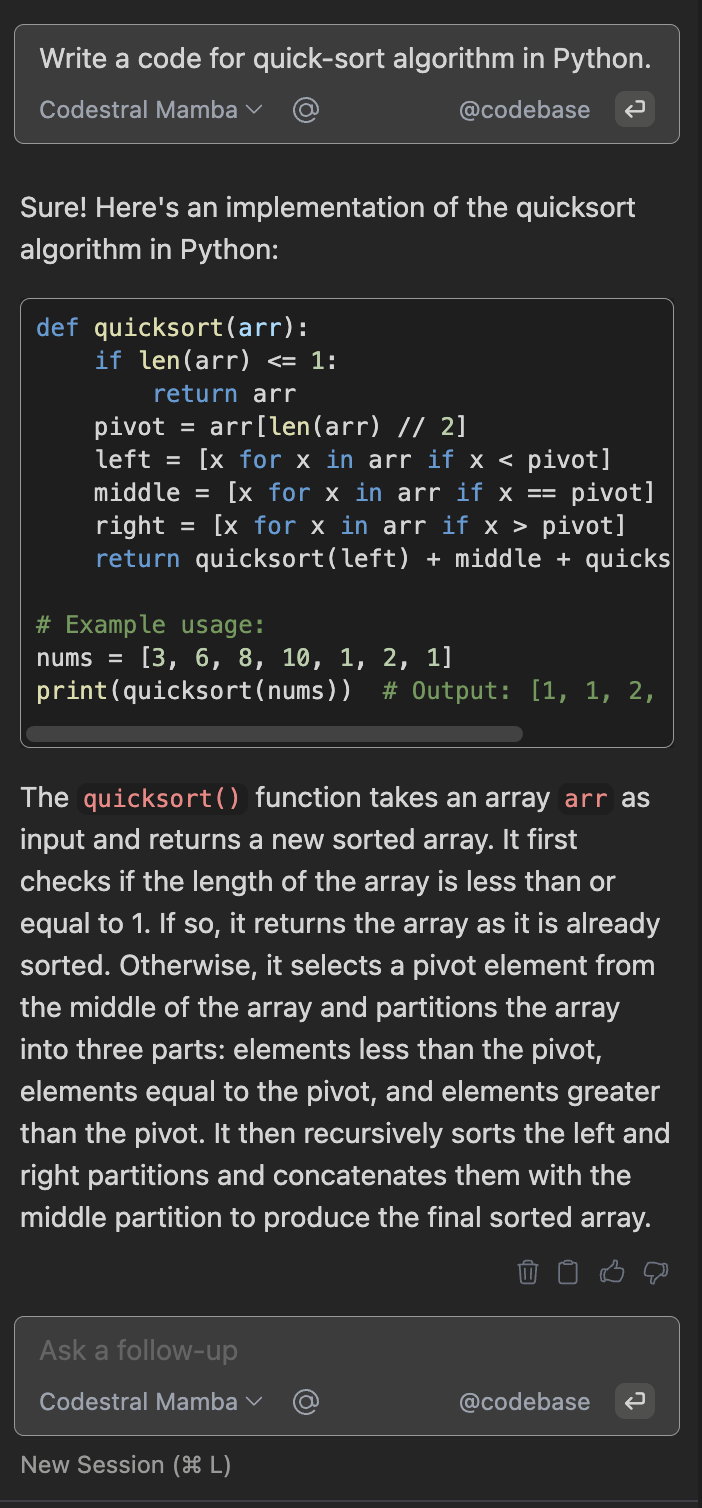 Write a code for quick-sort algorithm in Python.
Codestral Mamba @codebase
Sure! Here's an implementation of the quicksort
algorithm in Python:
def quicksort(arr):
    if len(arr) <= 1:
        return arr
    pivot = arr[len(arr) // 2]
    left = [x for x in arr if x < pivot]
    middle = [x for x in arr if x == pivot]
    right = [x for x in arr if x > pivot]
    return quicksort(left) + middle + quicks
# Example usage:
nums = [3, 6, 8, 10, 1, 2, 1]
print(quicksort(nums))  # Output: [1, 1, 2,
The quicksort() function takes an array arr as
input and returns a new sorted array. It first
checks if the length of the array is less than or
equal to 1. If so, it returns the array as it is already
sorted. Otherwise, it selects a pivot element from
the middle of the array and partitions the array
into three parts: elements less than the pivot,
elements equal to the pivot, and elements greater
than the pivot. It then recursively sorts the left and
right partitions and concatenates them with the
middle partition to produce the final sorted array.
Ask a follow-up
Codestral Mamba @codebase
New Session (⌘ L)